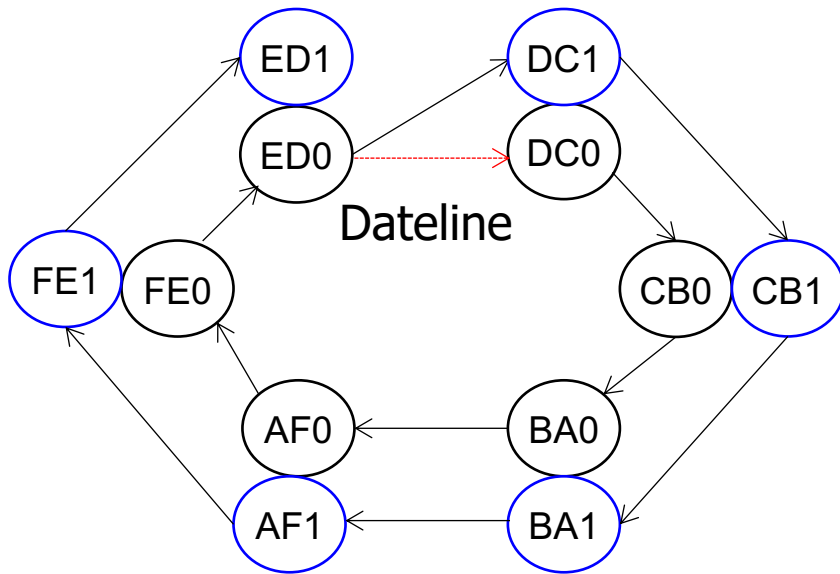 ED1
DC1
ED0
DC0
Dateline
FE1
FE0
CB0
CB1
AF0
BA0
AF1
BA1